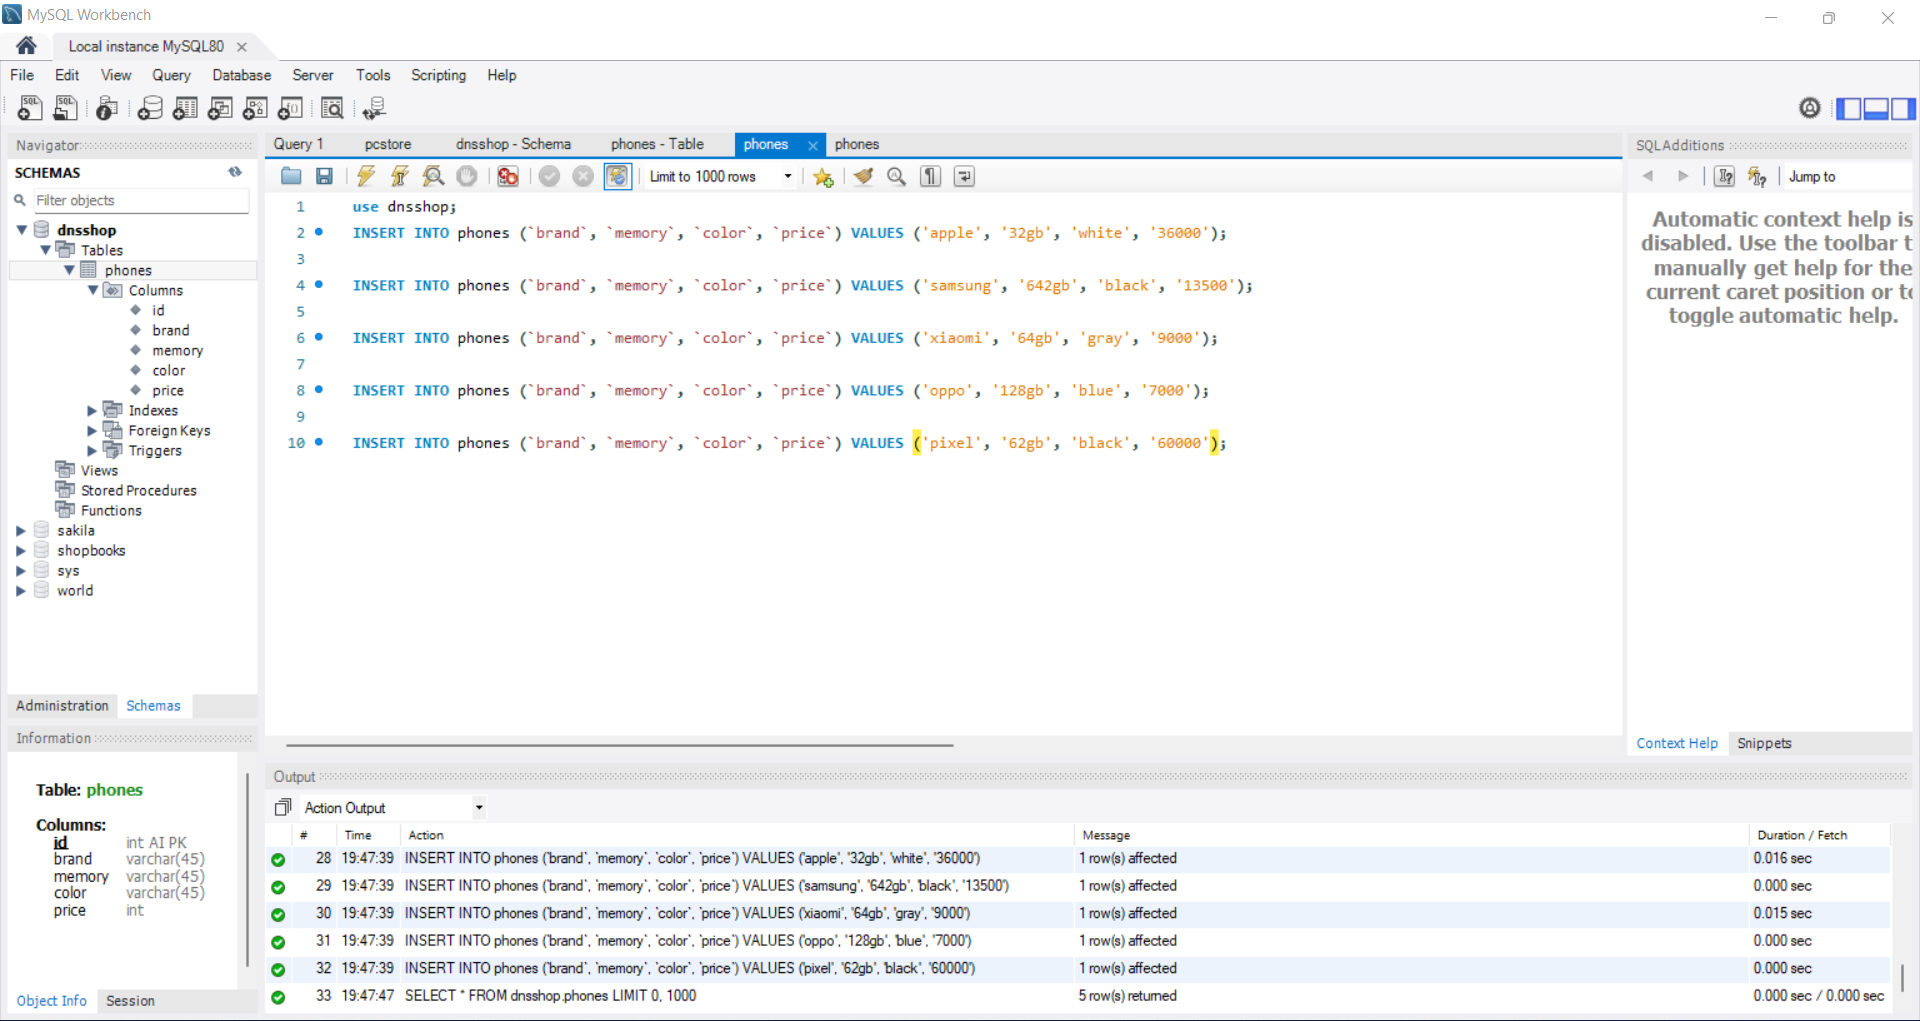 MySQL Workbench
Local instance MySQL80
File Edit View Query Database Server Tools Scripting Help
Navigator
SCHEMAS
Filter objects
dnsshop
Tables
phones
Columns
id
brand
memory
color
price
Indexes
Foreign Keys
Triggers
Views
Stored Procedures
Functions
sakila
shopbooks
sys
world
Administration Schemas
Information
Table: phones
Columns:
id int AI PK
brand varchar(45)
memory varchar(45)
color varchar(45)
price int
Object Info Session
Query 1 pcstore dnsshop - Schema phones - Table phones phones
Limit to 1000 rows
1 use dnsshop;
2 INSERT INTO phones (`brand`, `memory`, `color`, `price`) VALUES ('apple', '32gb', 'white', '36000');
3
4 INSERT INTO phones (`brand`, `memory`, `color`, `price`) VALUES ('samsung', '642gb', 'black', '13500');
5
6 INSERT INTO phones (`brand`, `memory`, `color`, `price`) VALUES ('xiaomi', '64gb', 'gray', '9000');
7
8 INSERT INTO phones (`brand`, `memory`, `color`, `price`) VALUES ('oppo', '128gb', 'blue', '7000');
9
10 INSERT INTO phones (`brand`, `memory`, `color`, `price`) VALUES ('pixel', '62gb', 'black', '60000');
SQLAdditions
Jump to
Automatic context help is
disabled. Use the toolbar t
manually get help for the
current caret position or to
toggle automatic help.
Context Help Snippets
Output
Action Output
# Time Action Message Duration / Fetch
28 19:47:39 INSERT INTO phones (`brand`, `memory`, `color`, `price`) VALUES ('apple', '32gb', 'white', '36000') 1 row(s) affected 0.016 sec
29 19:47:39 INSERT INTO phones (`brand`, `memory`, `color`, `price`) VALUES ('samsung', '642gb', 'black', '13500') 1 row(s) affected 0.000 sec
30 19:47:39 INSERT INTO phones (`brand`, `memory`, `color`, `price`) VALUES ('xiaomi', '64gb', 'gray', '9000') 1 row(s) affected 0.015 sec
31 19:47:39 INSERT INTO phones (`brand`, `memory`, `color`, `price`) VALUES ('oppo', '128gb', 'blue', '7000') 1 row(s) affected 0.000 sec
32 19:47:39 INSERT INTO phones (`brand`, `memory`, `color`, `price`) VALUES ('pixel', '62gb', 'black', '60000') 1 row(s) affected 0.000 sec
33 19:47:47 SELECT * FROM dnsshop.phones LIMIT 0, 1000 5 row(s) returned 0.000 sec / 0.000 sec